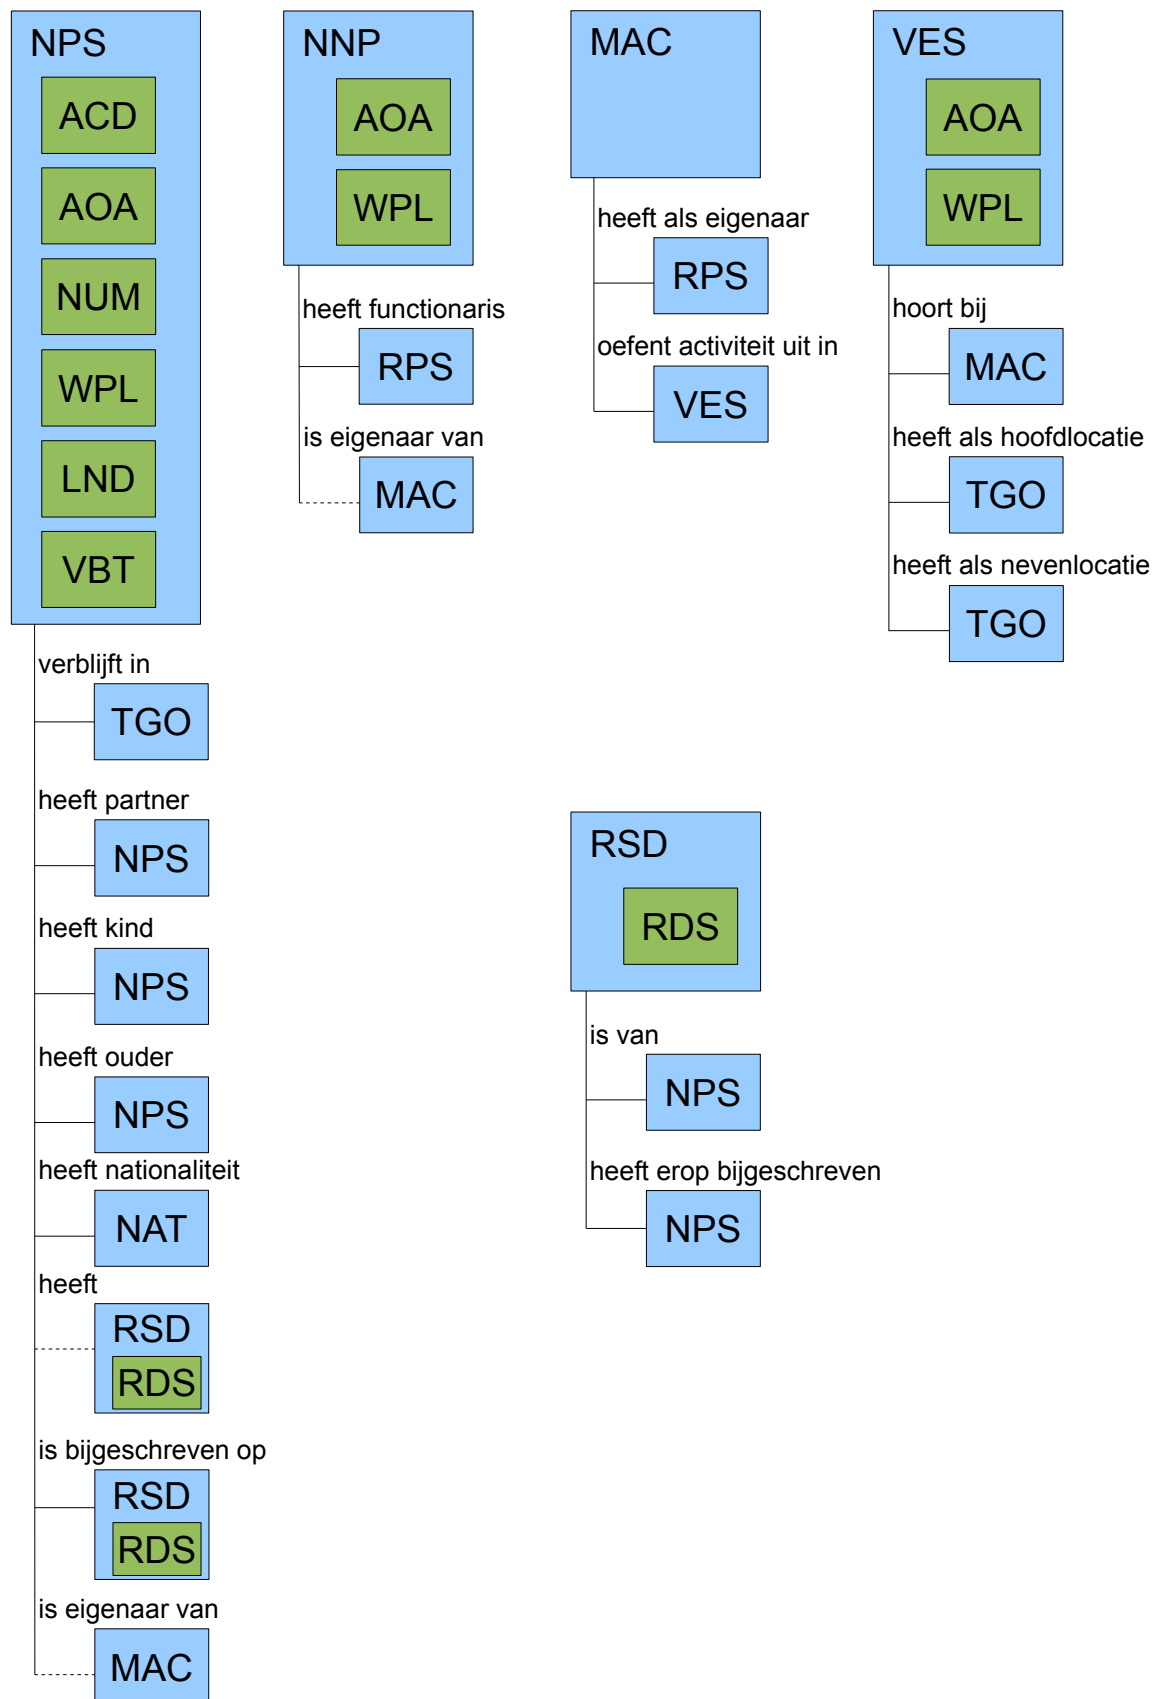 NPS
ACD
AOA
NUM
WPL
LND
VBT
verblijft in
TGO
heeft partner
NPS
heeft kind
NPS
heeft ouder
NPS
heeft nationaliteit
NAT
heeft
RSD
RDS
is bijgeschreven op
RSD
RDS
is eigenaar van
MAC
NNP
AOA
WPL
heeft functionaris
RPS
is eigenaar van
MAC
MAC
heeft als eigenaar
RPS
oefent activiteit uit in
VES
VES
AOA
WPL
hoort bij
MAC
heeft als hoofdlocatie
TGO
heeft als nevenlocatie
TGO
RSD
RDS
is van
NPS
heeft erop bijgeschreven
NPS